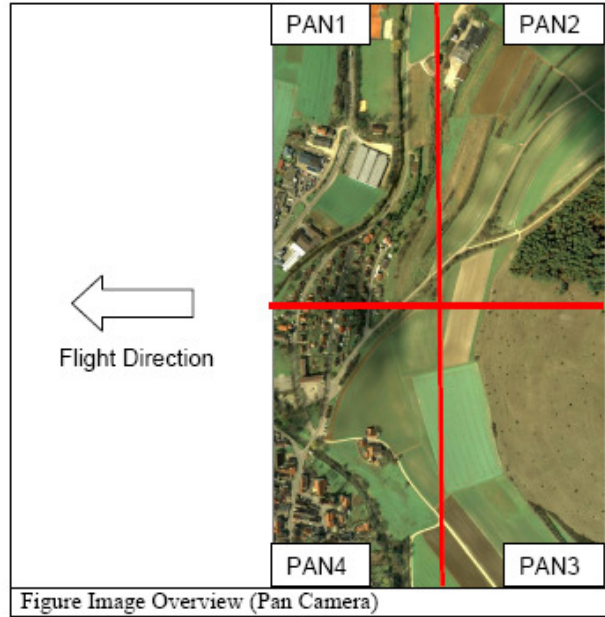 PAN1
PAN2
Flight Direction
PAN4
PAN3
Figure Image Overview (Pan Camera)